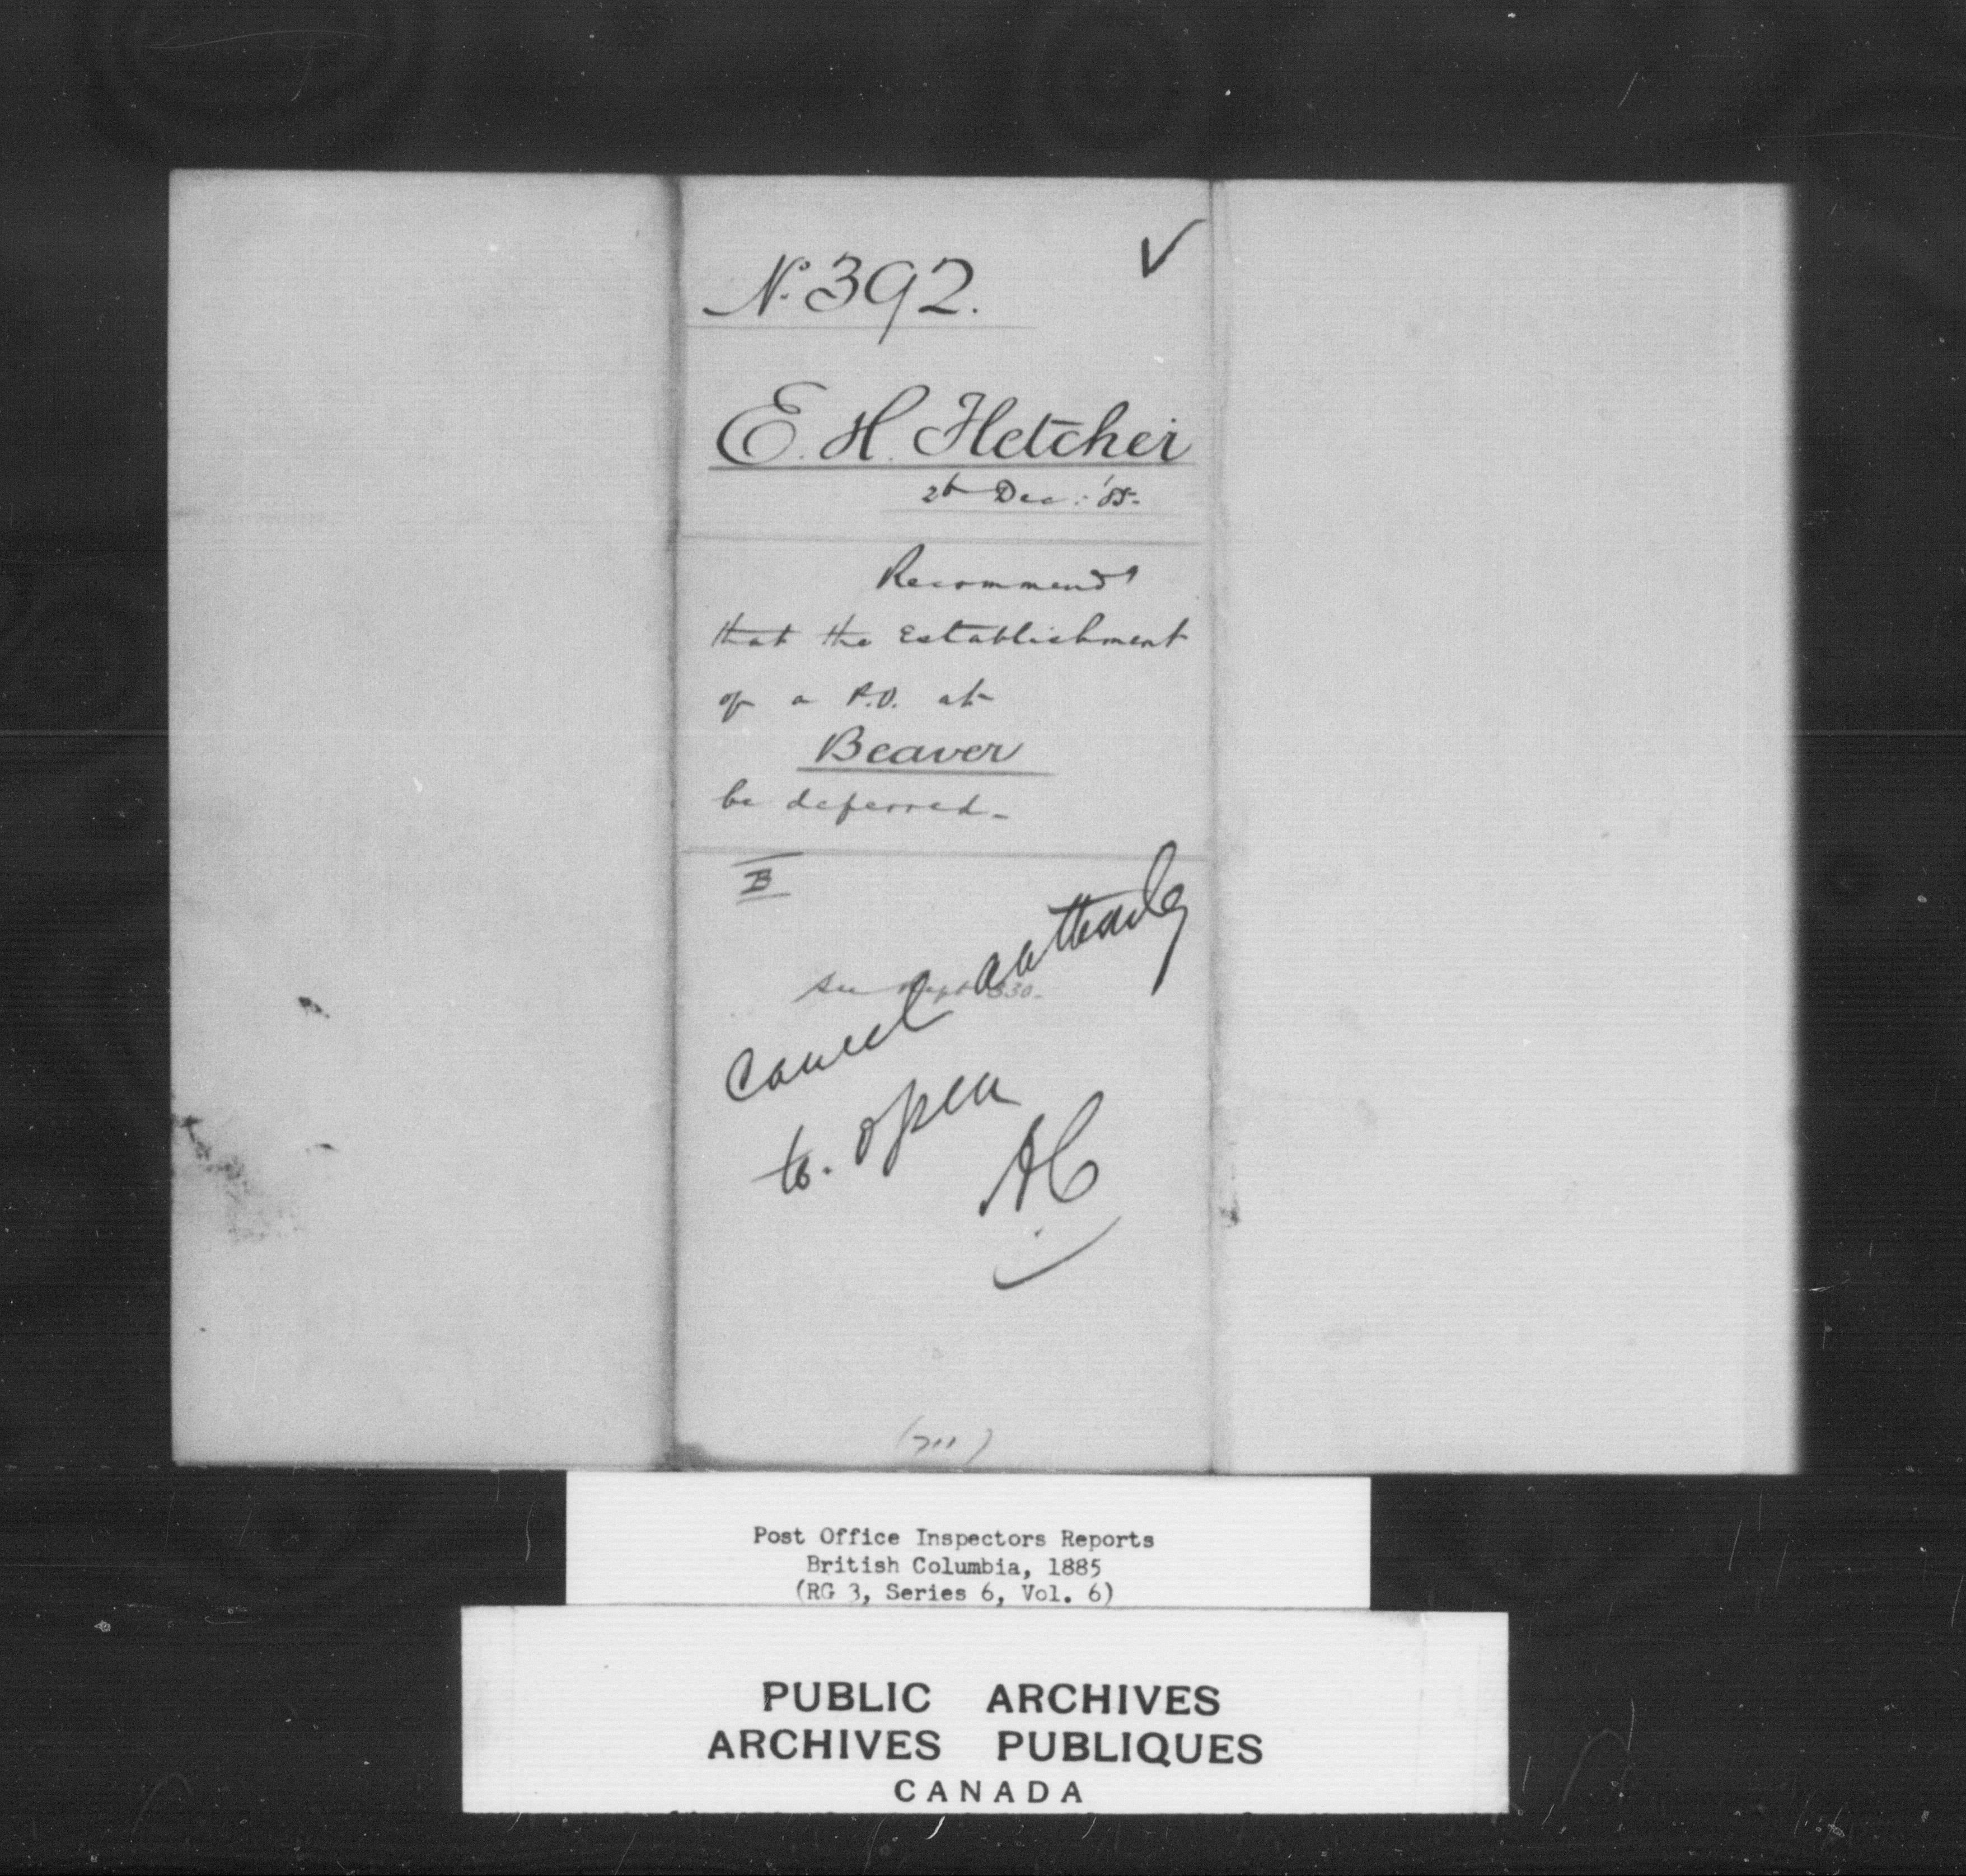 ✓
No. 392.
E. H. Fletcher
Dec: '85-
Recommends
that the Establishment
of a P.O. at
Beaver
be deferred-
B
See Rept 330-
Cancel authority
to open
AC
(711)
Post Office Inspectors Reports
British Columbia, 1885
(RG 3, Series 6, Vol. 6)
PUBLIC ARCHIVES
ARCHIVES PUBLIQUES
CANADA